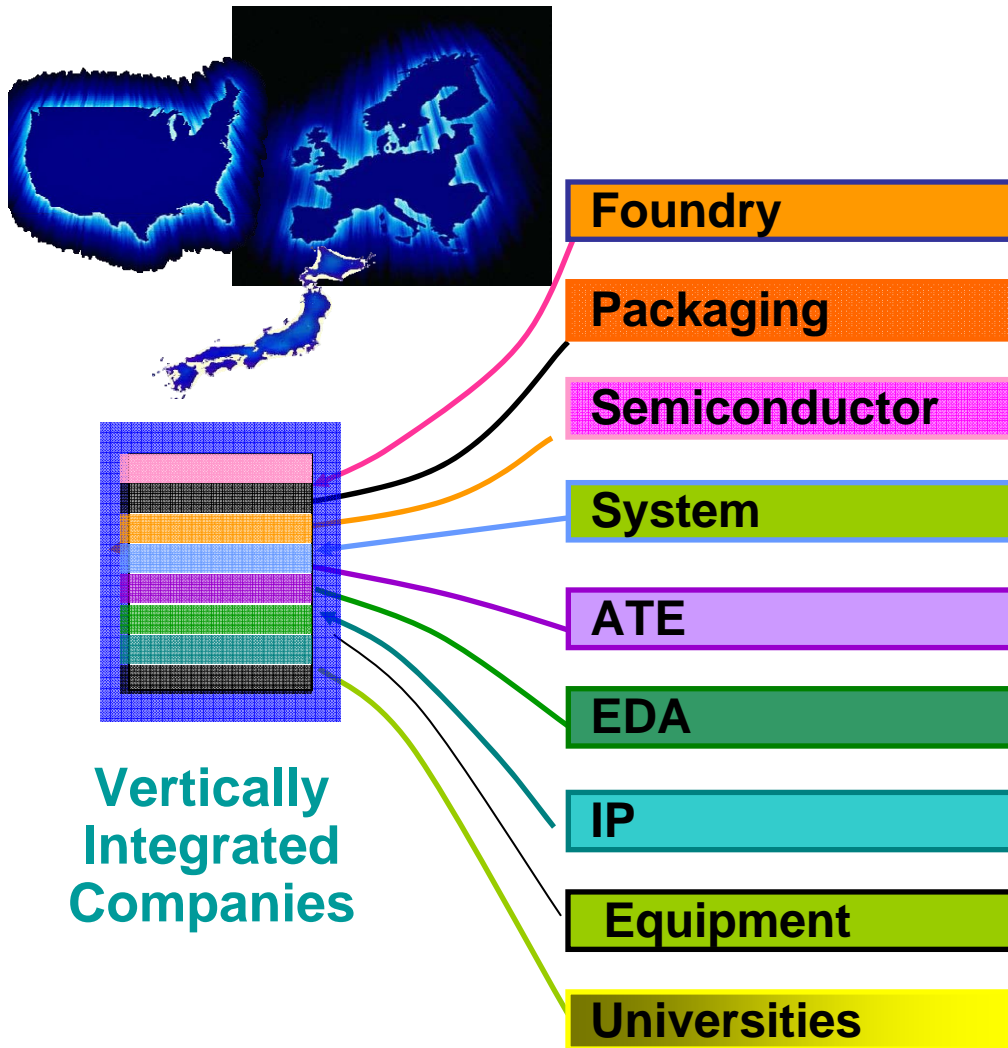 Foundry
Packaging
Semiconductor
System
ATE
EDA
IP
Equipment
Universities
Vertically
Integrated
Companies